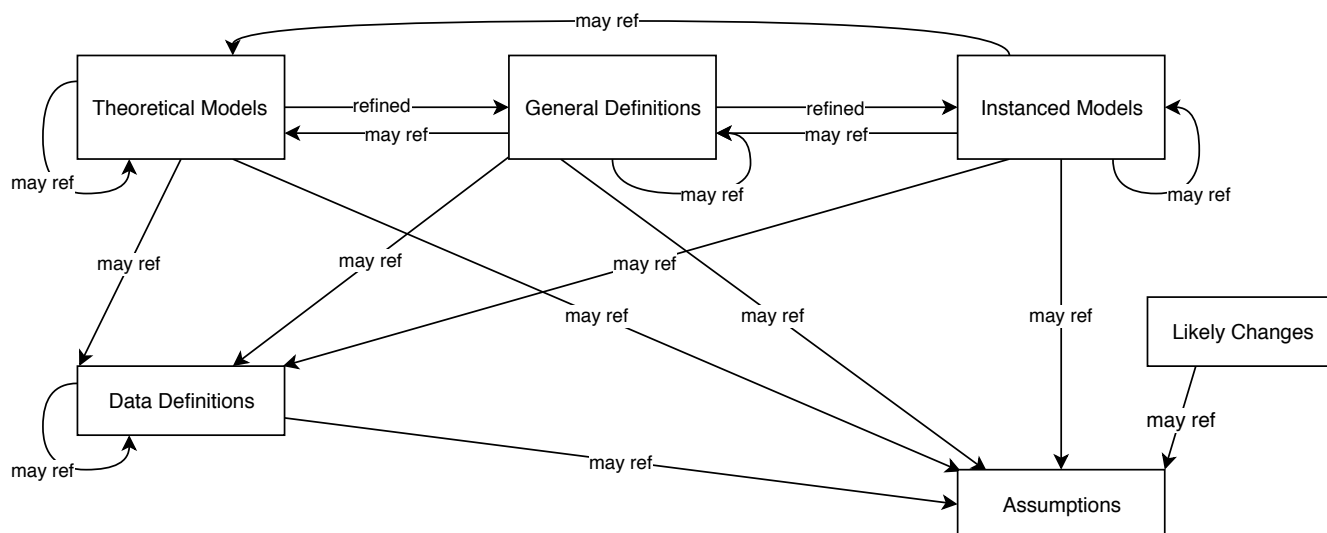 may ref
Theoretical Models
refined
General Definitions
refined
Instanced Models
may ref
may ref
may ref
may ref
may ref
may ref
may ref
may ref
may ref
may ref
may ref
may ref
Likely Changes
Data Definitions
may ref
may ref
may ref
Assumptions